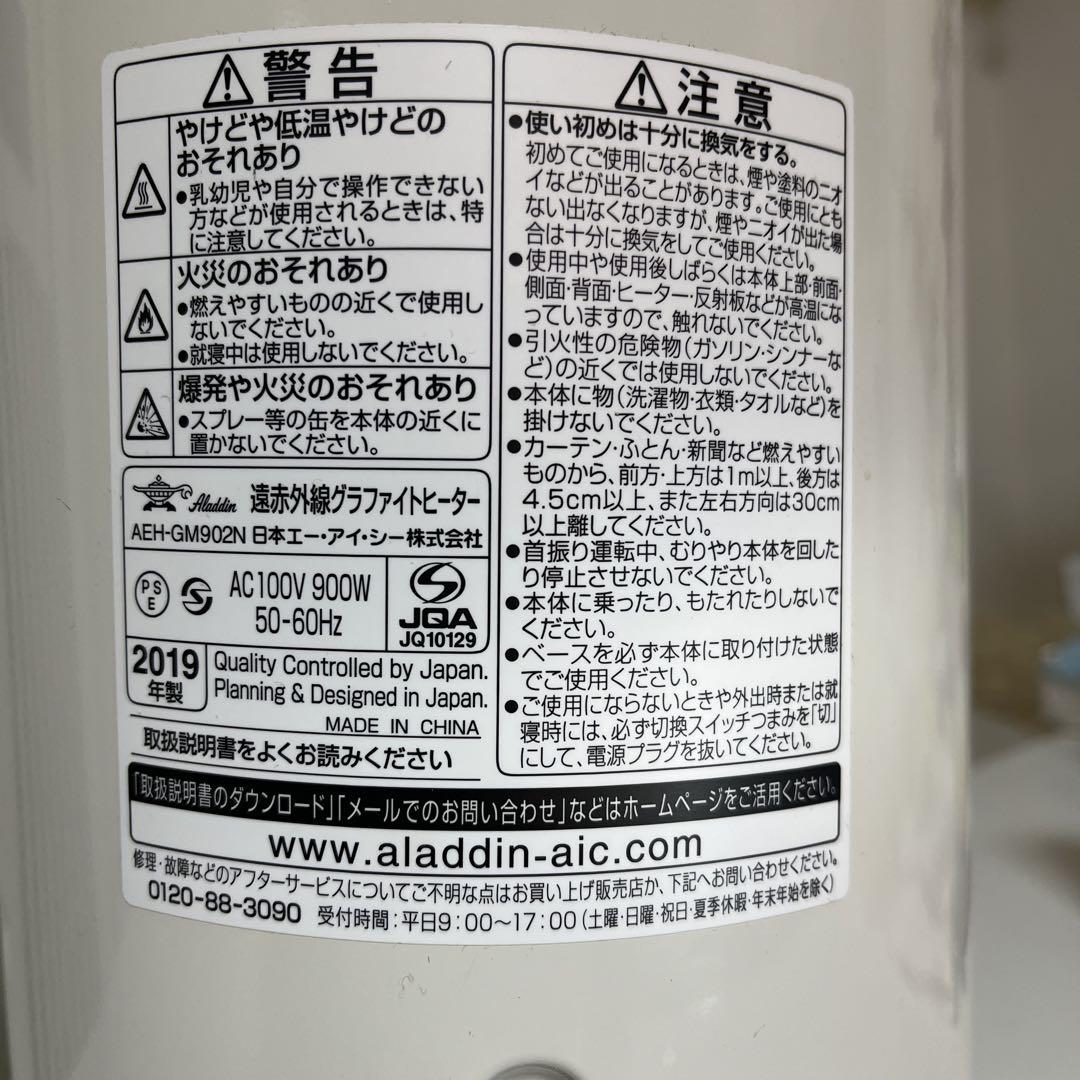 警告
やけどや低温やけどの
おそれあり
●乳幼児や自分で操作できない
方などが使用されるときは、特
に注意してください。
火災のおそれあり
●燃えやすいものの近くで使用し
ないでください。
●就寝中は使用しないでください。
爆発や火災のおそれあり
●スプレー等の缶を本体の近くに
置かないでください。
Aladdin 遠赤外線グラファイトヒーター
AEH-GM902N 日本エー・アイ・シー株式会社
PSE
AC100V 900W
50-60Hz
JQA
JQ10129
2019
年製
Quality Controlled by Japan.
Planning & Designed in Japan.
MADE IN CHINA
取扱説明書をよくお読みください
注意
●使い初めは十分に換気をする。
初めてご使用になるときは、煙や塗料のニオ
イなどが出ることがあります。ご使用にとも
ない出なくなりますが、煙やニオイが出た場
合は十分に換気をしてご使用ください。
●使用中や使用後しばらくは本体上部・前面・
側面・背面・ヒーター・反射板などが高温にな
っていますので、触れないでください。
●引火性の危険物(ガソリン・シンナーな
ど)の近くでは使用しないでください。
●本体に物(洗濯物・衣類・タオルなど)を
掛けないでください。
●カーテン・ふとん・新聞など燃えやすい
ものから、前方・上方は1m以上、後方は
4.5cm以上、また左右方向は30cm
以上離してください。
●首振り運転中、むりやり本体を回した
り停止させないでください。
●本体に乗ったり、もたれたりしないで
ください。
●ベースを必ず本体に取り付けた状態
でご使用ください。
●ご使用にならないときや外出時または就
寝時には、必ず切換スイッチつまみを「切」
にして、電源プラグを抜いてください。
「取扱説明書のダウンロード」「メールでのお問い合わせ」などはホームページをご活用ください。
www.aladdin-aic.com
修理・故障などのアフターサービスについてご不明な点はお買い上げ販売店か、下記へお問い合わせください。
0120-88-3090 受付時間:平日9:00〜17:00(土曜・日曜・祝日・夏季休暇・年末年始を除く)